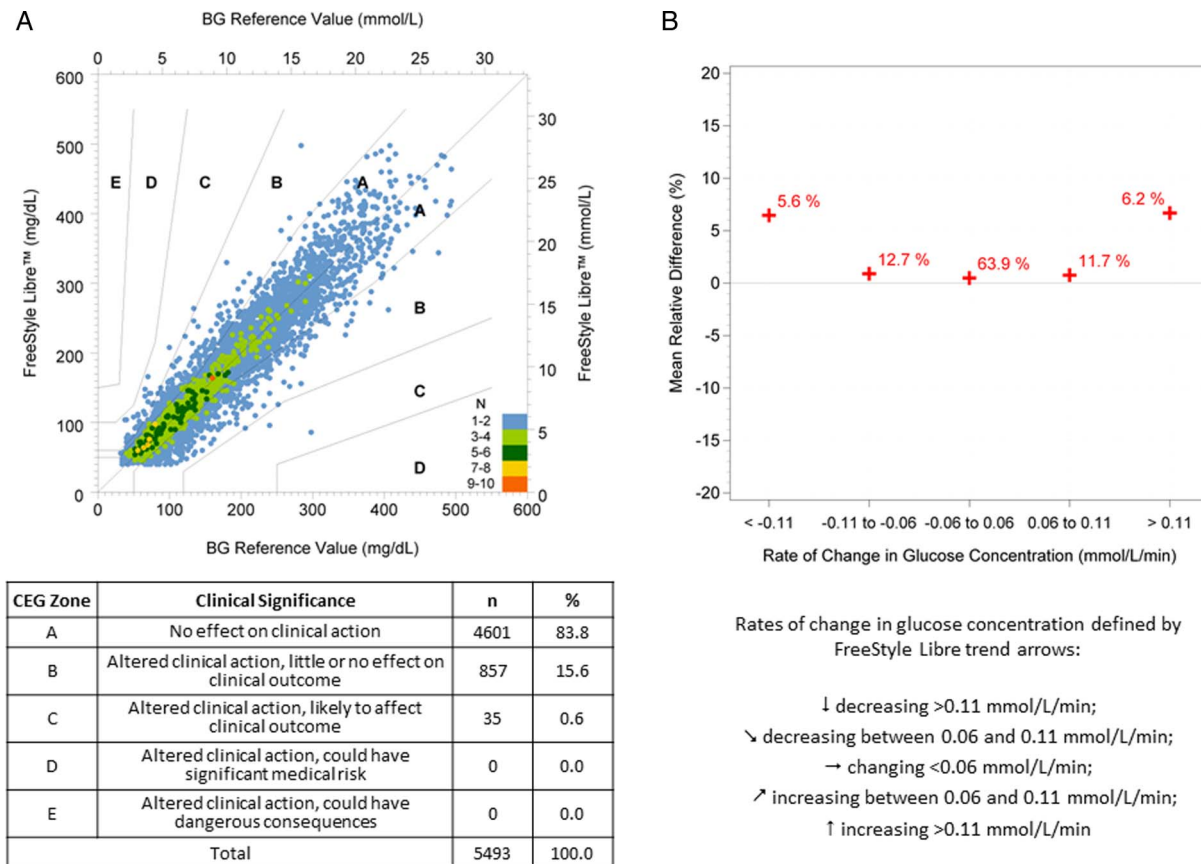 A
BG Reference Value (mmol/L)
0 5 10 15 20 25 30
600
500
400
300
200
100
0
FreeStyle Libre™ (mg/dL)
E D C B A
A
B
C
D
30
25
20
15
10
5
0
FreeStyle Libre™ (mmol/L)
N
1-2
3-4
5-6
7-8
9-10
0 100 200 300 400 500 600
BG Reference Value (mg/dL)
CEG Zone Clinical Significance n %
A No effect on clinical action 4601 83.8
B Altered clinical action, little or no effect on clinical outcome 857 15.6
C Altered clinical action, likely to affect clinical outcome 35 0.6
D Altered clinical action, could have significant medical risk 0 0.0
E Altered clinical action, could have dangerous consequences 0 0.0
Total 5493 100.0
B
20
15
10
5
0
-5
-10
-15
-20
Mean Relative Difference (%)
5.6 %
12.7 %
63.9 %
11.7 %
6.2 %
< -0.11 -0.11 to -0.06 -0.06 to 0.06 0.06 to 0.11 > 0.11
Rate of Change in Glucose Concentration (mmol/L/min)
Rates of change in glucose concentration defined by
FreeStyle Libre trend arrows:
↓ decreasing >0.11 mmol/L/min;
↘ decreasing between 0.06 and 0.11 mmol/L/min;
→ changing <0.06 mmol/L/min;
↗ increasing between 0.06 and 0.11 mmol/L/min;
↑ increasing >0.11 mmol/L/min